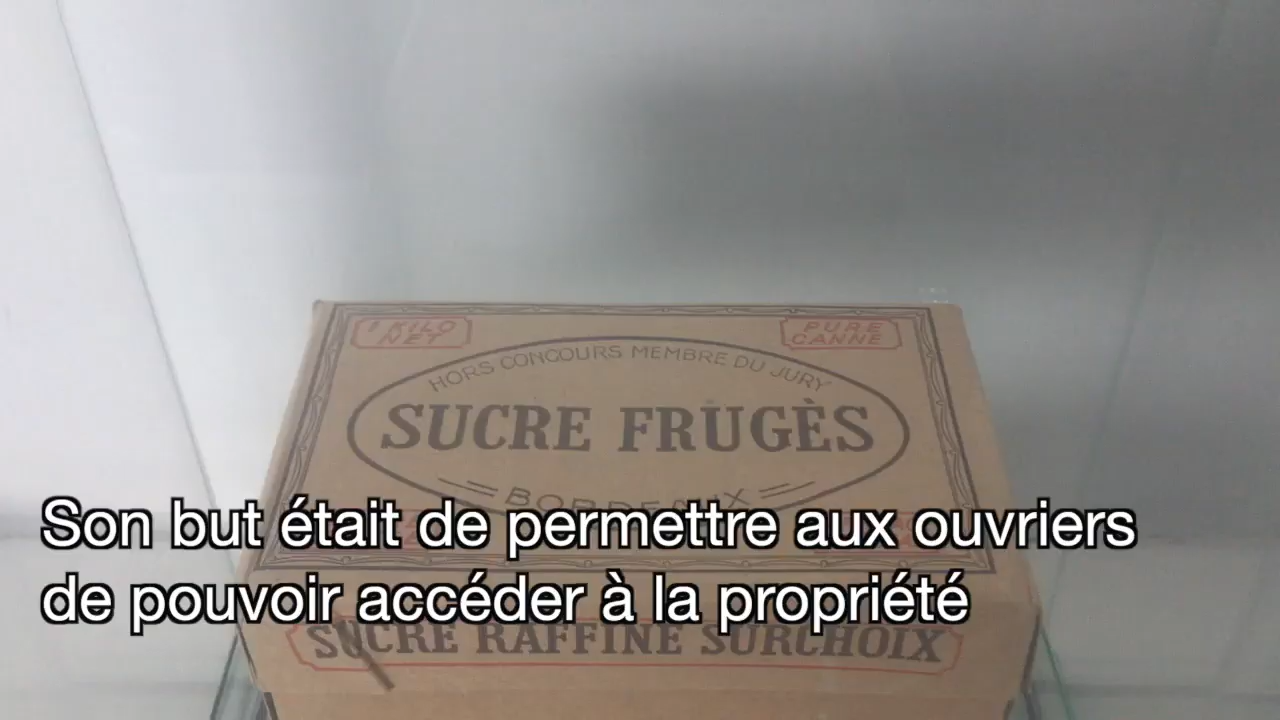 1 KILO
NET
PURE
CANNE
HORS CONCOURS MEMBRE DU JURY
SUCRE FRUGÈS
BORDEAUX
Son but était de permettre aux ouvriers
de pouvoir accéder à la propriété
SUCRE RAFFINE SURCHOIX